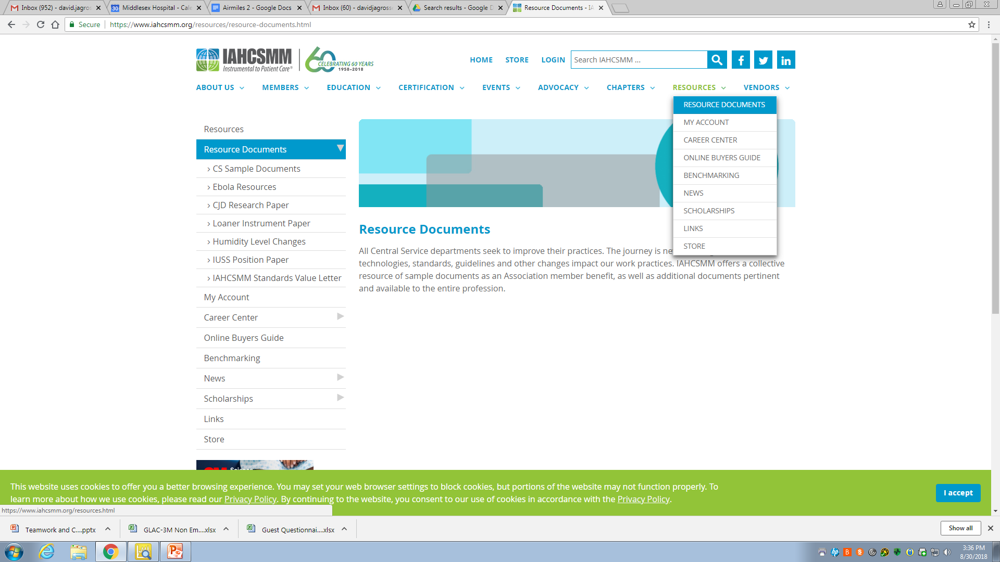 Inbox (952) - david.jagros
Middlesex Hospital - Cale
Airmiles 2 - Google Docs
Inbox (60) - davidjagross
Search results - Google D
Resource Documents - IA
Secure
https://www.iahcsmm.org/resources/resource-documents.html
IAHCSMM
Instrumental to Patient Care®
60
CELEBRATING 60 YEARS
1958-2018
HOME
STORE
LOGIN
Search IAHCSMM ...
ABOUT US
MEMBERS
EDUCATION
CERTIFICATION
EVENTS
ADVOCACY
CHAPTERS
RESOURCES
VENDORS
RESOURCE DOCUMENTS
MY ACCOUNT
CAREER CENTER
ONLINE BUYERS GUIDE
BENCHMARKING
NEWS
SCHOLARSHIPS
LINKS
STORE
Resources
Resource Documents
› CS Sample Documents
› Ebola Resources
› CJD Research Paper
› Loaner Instrument Paper
› Humidity Level Changes
› IUSS Position Paper
› IAHCSMM Standards Value Letter
My Account
Career Center
Online Buyers Guide
Benchmarking
News
Scholarships
Links
Store
Resource Documents
All Central Service departments seek to improve their practices. The journey is
technologies, standards, guidelines and other changes impact our work practices. IAHCSMM offers a collective
resource of sample documents as an Association member benefit, as well as additional documents pertinent
and available to the entire profession.
This website uses cookies to offer you a better browsing experience. You may set your web browser settings to block cookies, but portions of the website may not function properly. To
learn more about how we use cookies, please read our Privacy Policy. By continuing to the website, you consent to our use of cookies in accordance with the Privacy Policy.
I accept
https://www.iahcsmm.org/resources.html
Teamwork and C....pptx
GLAC-3M Non Em....xlsx
Guest Questionnai....xlsx
Show all
3:36 PM
8/30/2018